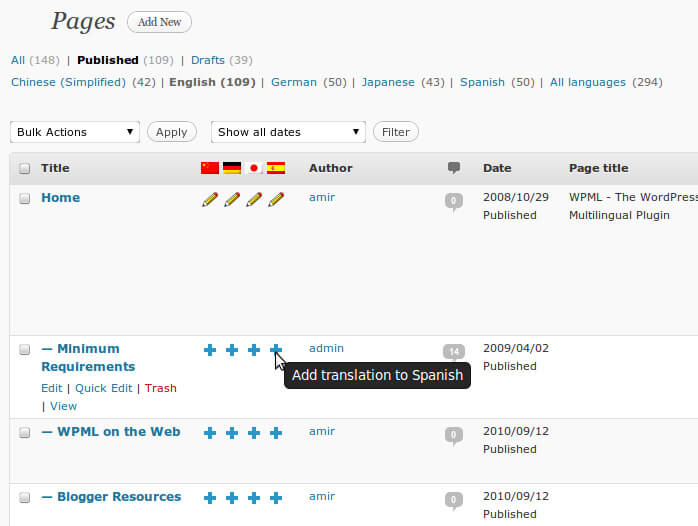 Pages Add New
All (148) | Published (109) | Drafts (39)
Chinese (Simplified) (42) | English (109) | German (50) | Japanese (43) | Spanish (50) | All languages (294)
Bulk Actions Apply Show all dates Filter
Title Author Date Page title
Home amir 0 2008/10/29 WPML - The WordPress
Published Multilingual Plugin
— Minimum admin 14 2009/04/02
Requirements Published
Add translation to Spanish
Edit | Quick Edit | Trash
| View
— WPML on the Web amir 0 2010/09/12
Published
— Blogger Resources amir 0 2010/09/12
Published